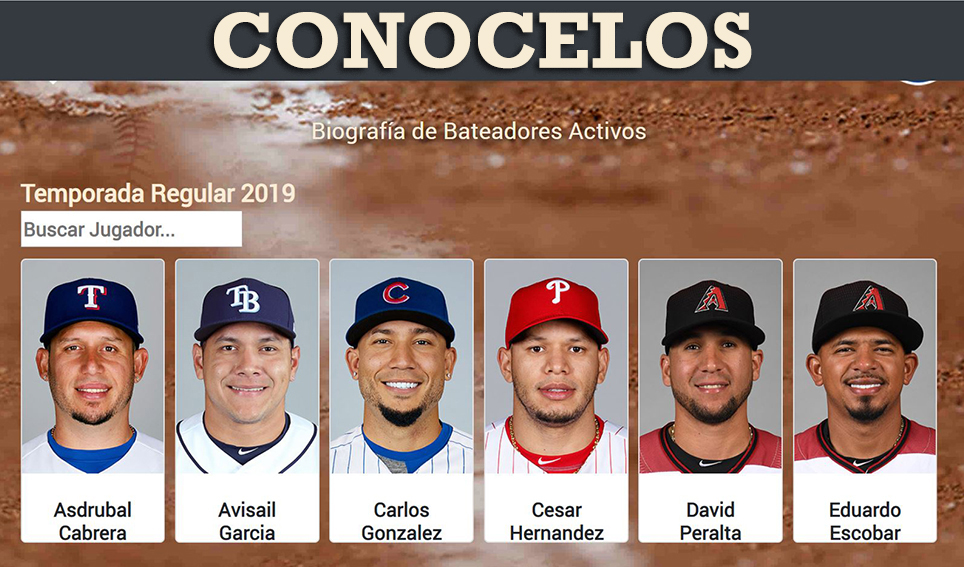 CONOCELOS
Biografía de Bateadores Activos
Temporada Regular 2019
Buscar Jugador...
T TB C P A A
Asdrubal Cabrera
Avisail Garcia
Carlos Gonzalez
Cesar Hernandez
David Peralta
Eduardo Escobar